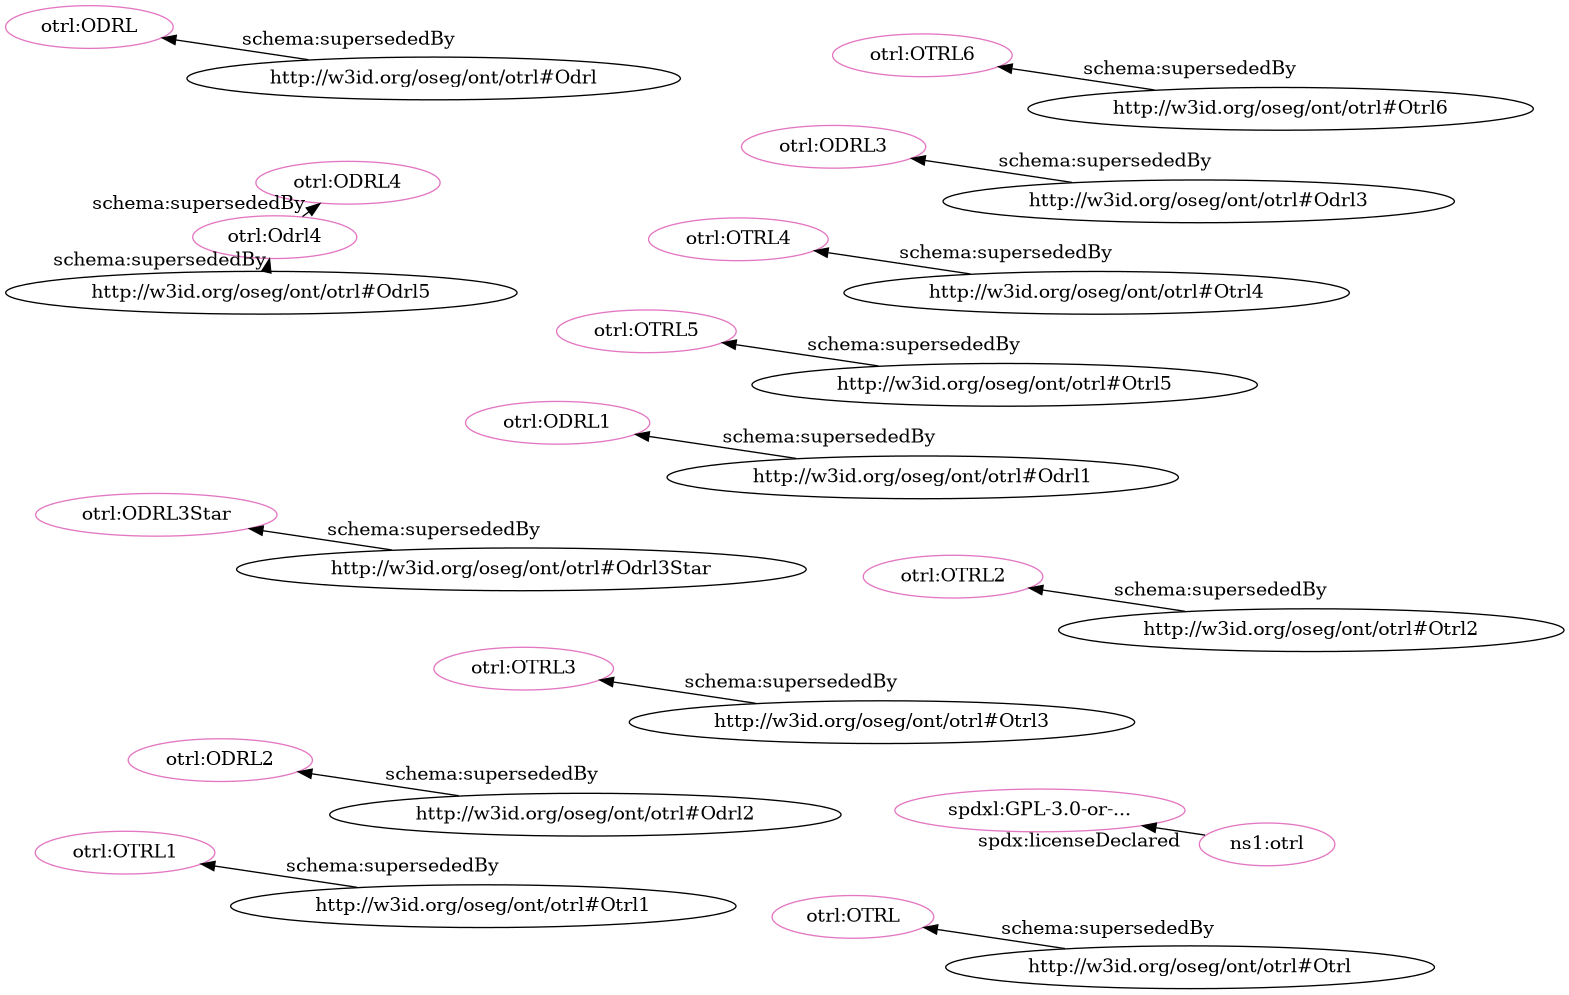 otrl:ODRL
schema:supersededBy
http://w3id.org/oseg/ont/otrl#Odrl
otrl:OTRL6
schema:supersededBy
http://w3id.org/oseg/ont/otrl#Otrl6
otrl:ODRL3
schema:supersededBy
http://w3id.org/oseg/ont/otrl#Odrl3
otrl:ODRL4
schema:supersededBy
otrl:Odrl4
schema:supersededBy
http://w3id.org/oseg/ont/otrl#Odrl5
otrl:OTRL4
schema:supersededBy
http://w3id.org/oseg/ont/otrl#Otrl4
otrl:OTRL5
schema:supersededBy
http://w3id.org/oseg/ont/otrl#Otrl5
otrl:ODRL1
schema:supersededBy
http://w3id.org/oseg/ont/otrl#Odrl1
otrl:ODRL3Star
schema:supersededBy
http://w3id.org/oseg/ont/otrl#Odrl3Star
otrl:OTRL2
schema:supersededBy
http://w3id.org/oseg/ont/otrl#Otrl2
otrl:OTRL3
schema:supersededBy
http://w3id.org/oseg/ont/otrl#Otrl3
otrl:ODRL2
schema:supersededBy
http://w3id.org/oseg/ont/otrl#Odrl2
spdxl:GPL-3.0-or-...
spdx:licenseDeclared
ns1:otrl
otrl:OTRL1
schema:supersededBy
http://w3id.org/oseg/ont/otrl#Otrl1
otrl:OTRL
schema:supersededBy
http://w3id.org/oseg/ont/otrl#Otrl